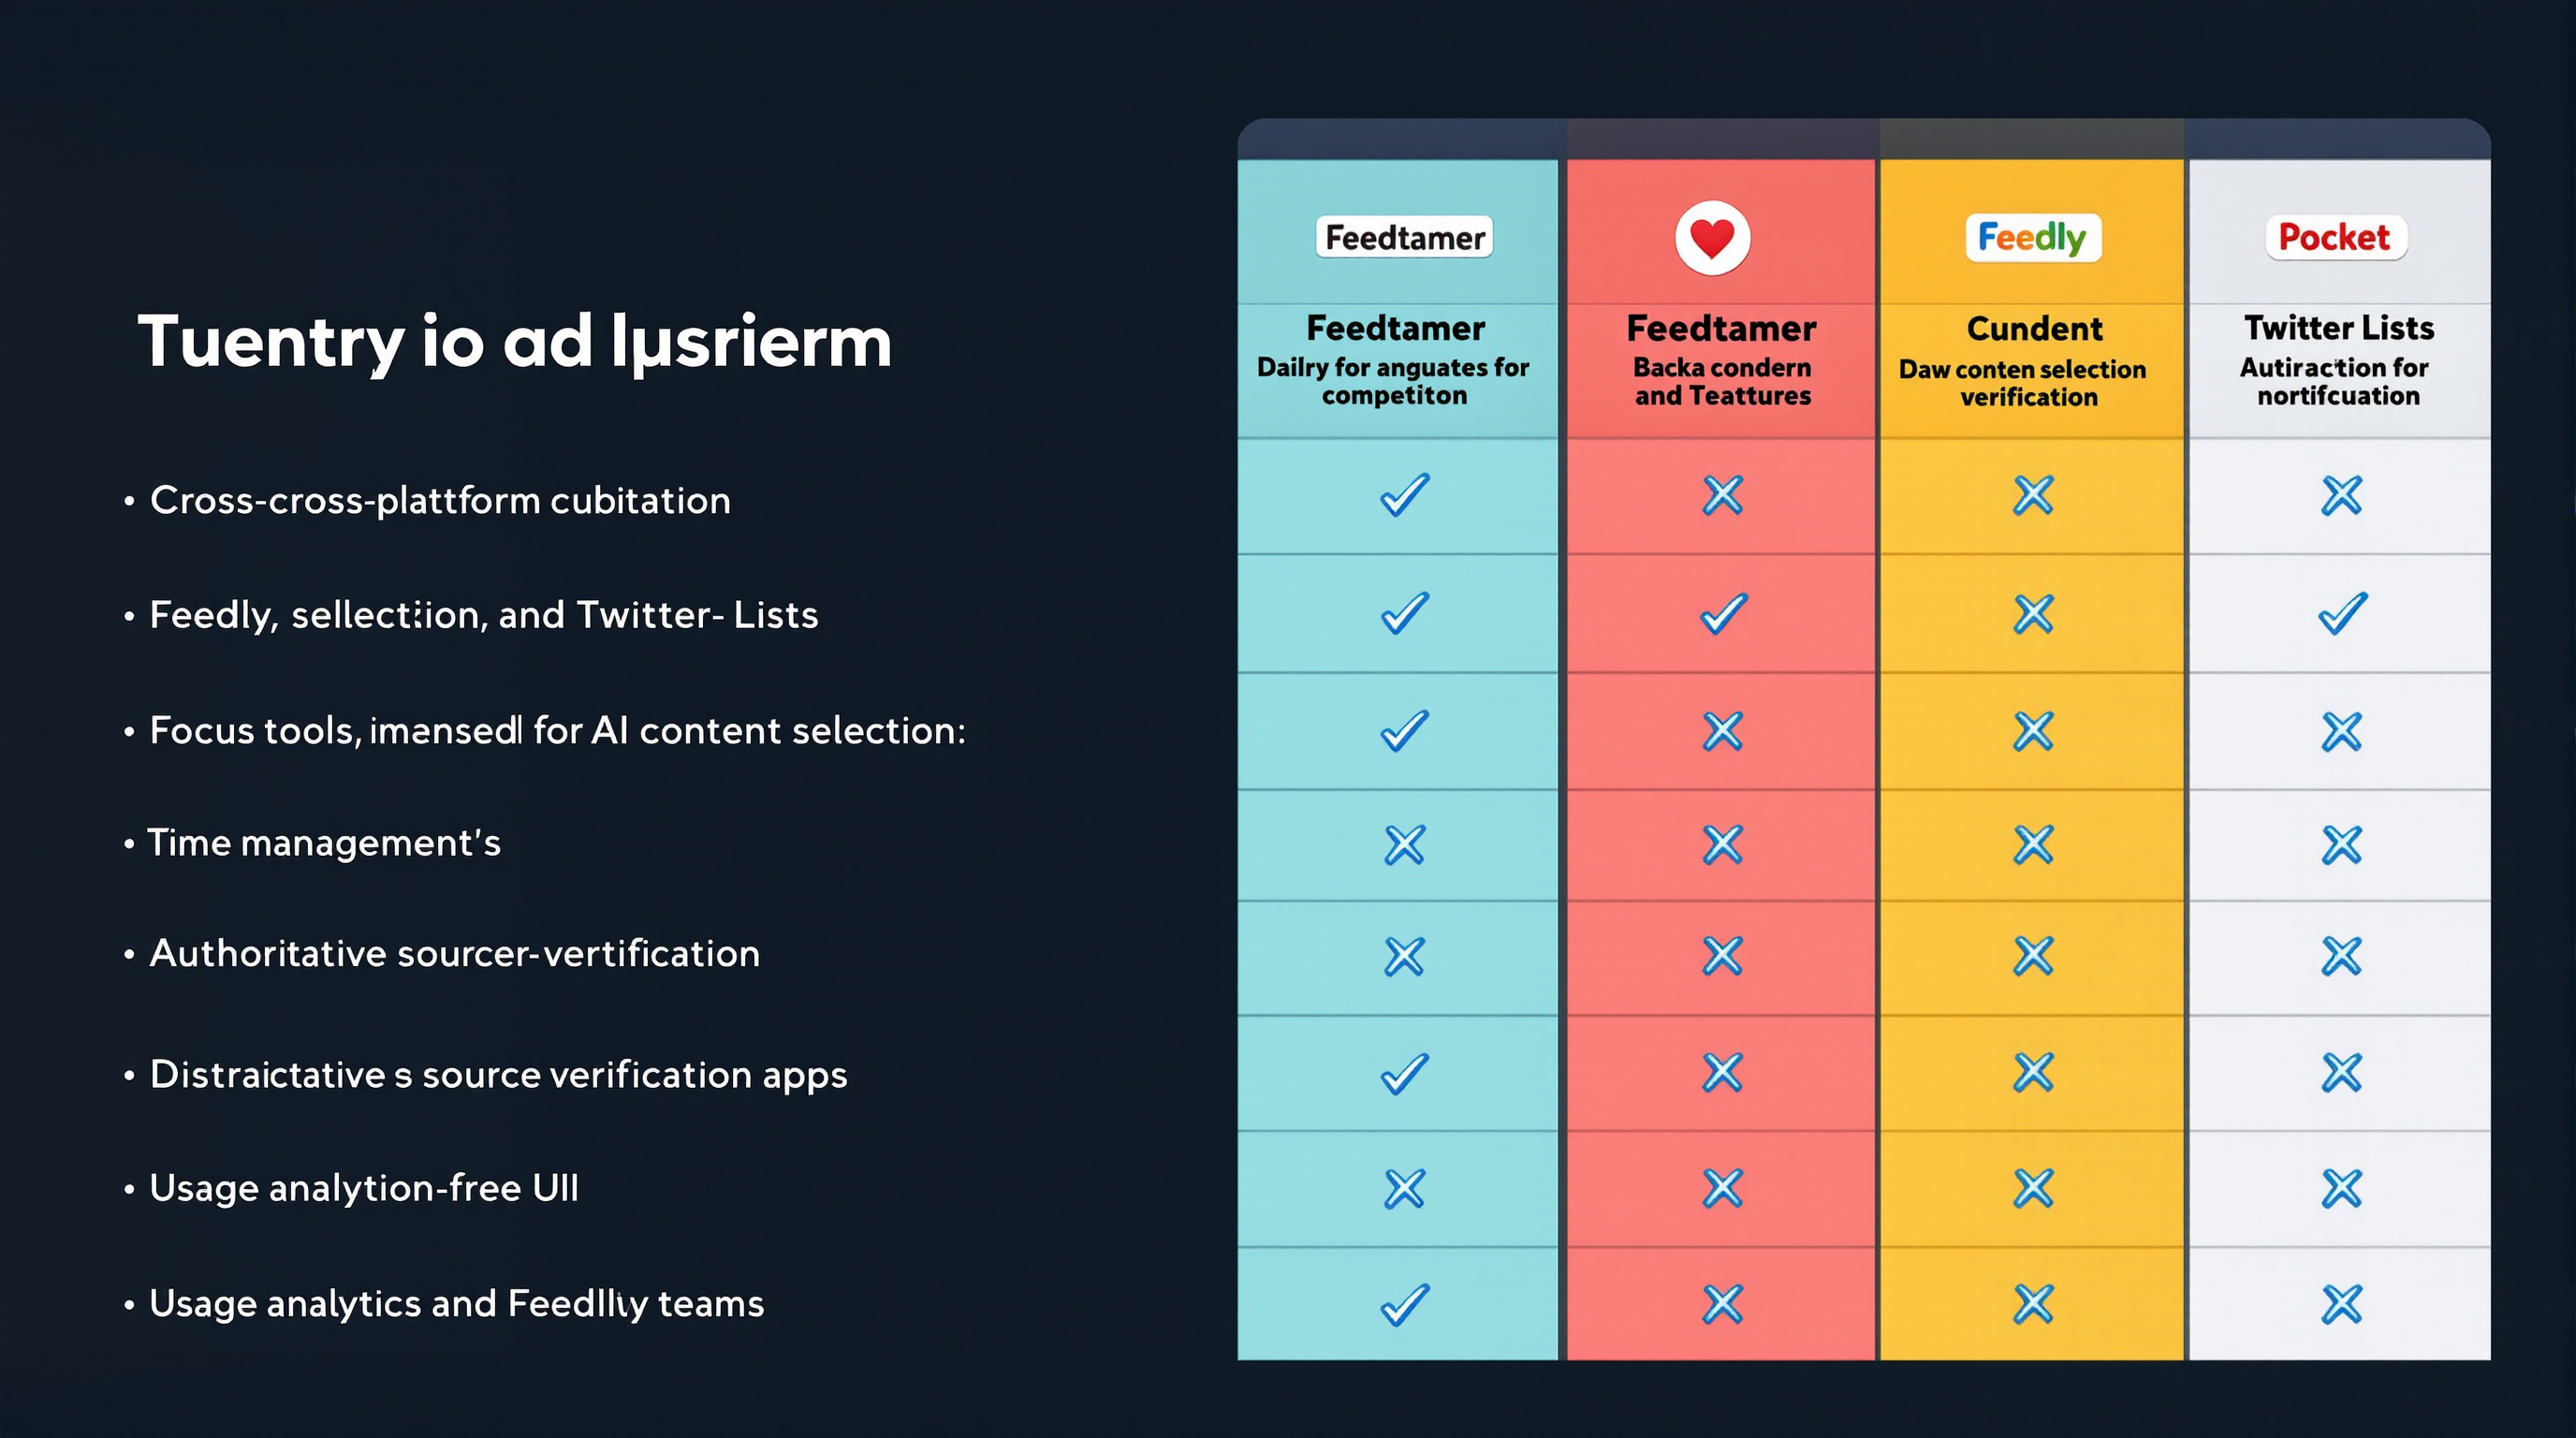 Tuentry io ad lµsrierm
• Cross-cross-plattform cubitation
• Feedly, sellectiion, and Twitter- Lists
• Focus tools, imansedl for AI content selection:
• Time management's
• Authoritative sourcer-vertification
• Distraictative s source verification apps
• Usage analytion-free UII
• Usage analytics and Feedllvy teams
Feedtamer
Feedly
Pocket
Feedtamer
Dailry for anguates for
competiton
Feedtamer
Backa condern
and Teattures
Cundent
Daw conten selection
verification
Twitter Lists
Autiraction for
nortifcuation